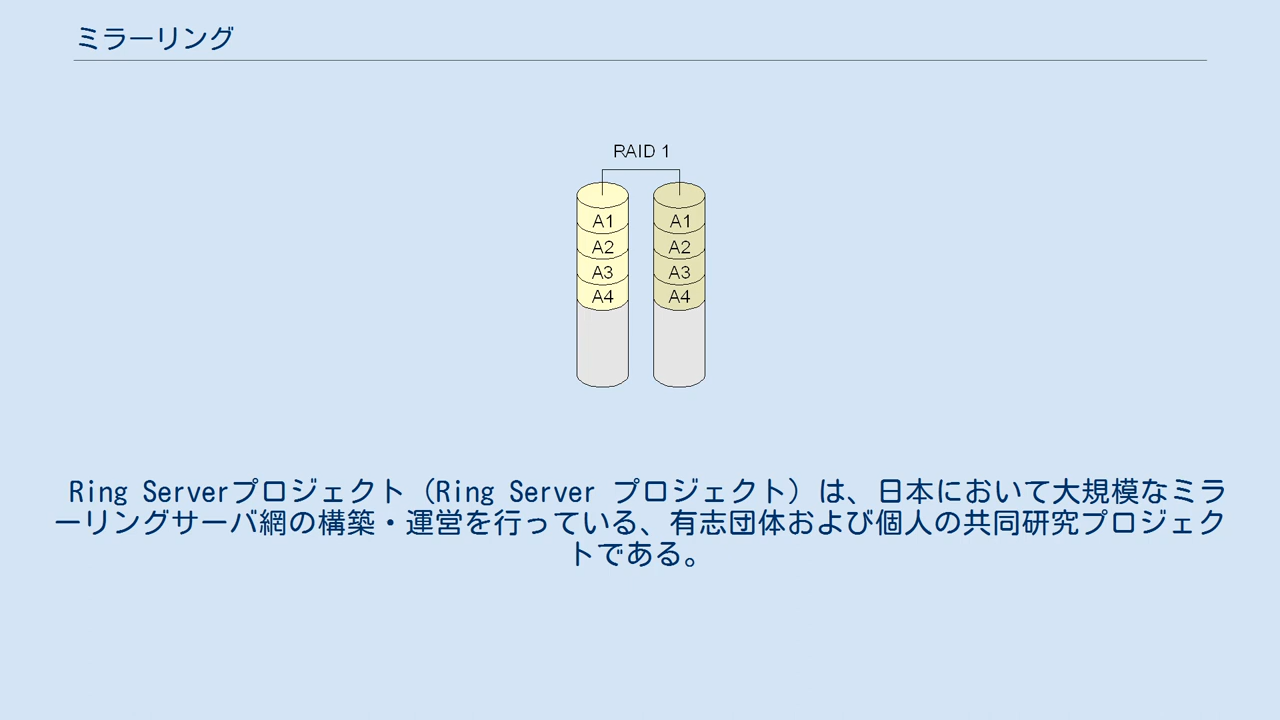 ミラーリング
RAID 1
A1 A1
A2 A2
A3 A3
A4 A4
Ring Serverプロジェクト（Ring Server プロジェクト）は、日本において大規模なミラ
ーリングサーバ網の構築・運営を行っている、有志団体および個人の共同研究プロジェク
トである。